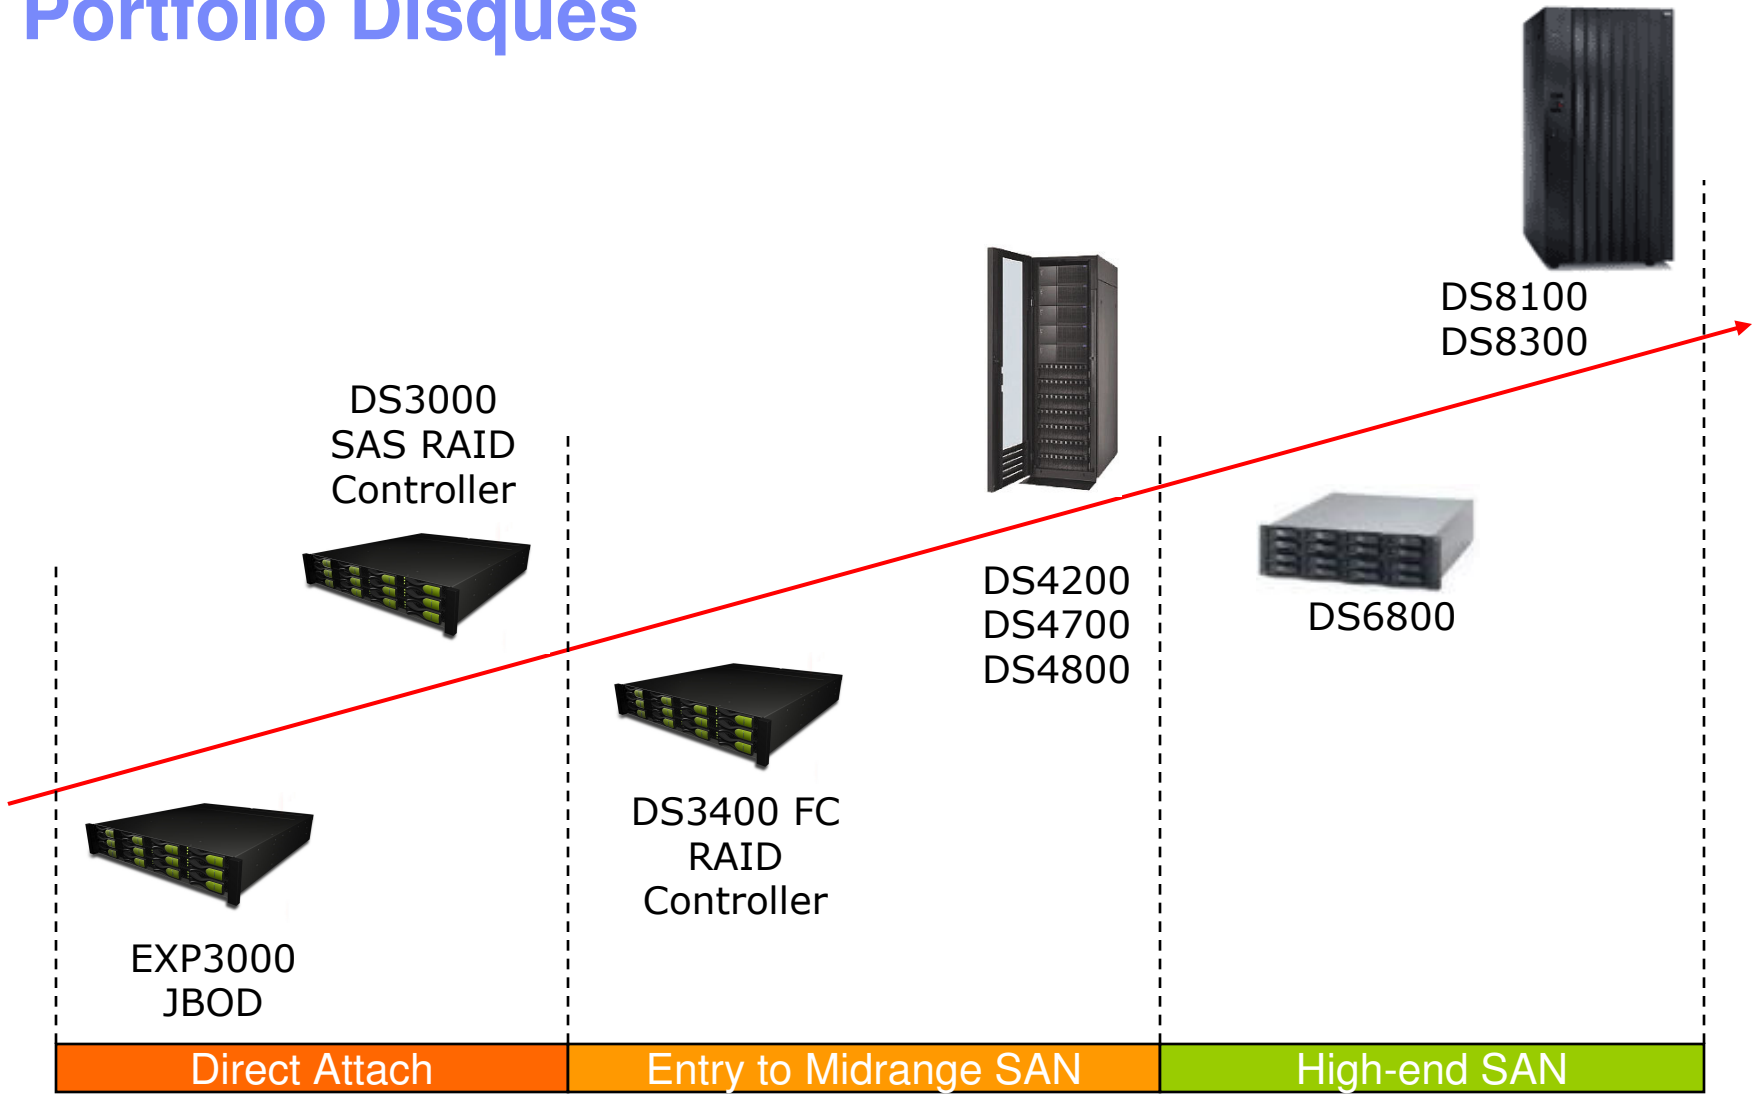 Portfolio Disques
DS8100
DS8300
DS3000
SAS RAID
Controller
DS4200
DS4700
DS4800
DS6800
DS3400 FC
RAID
Controller
EXP3000
JBOD
Direct Attach
Entry to Midrange SAN
High-end SAN